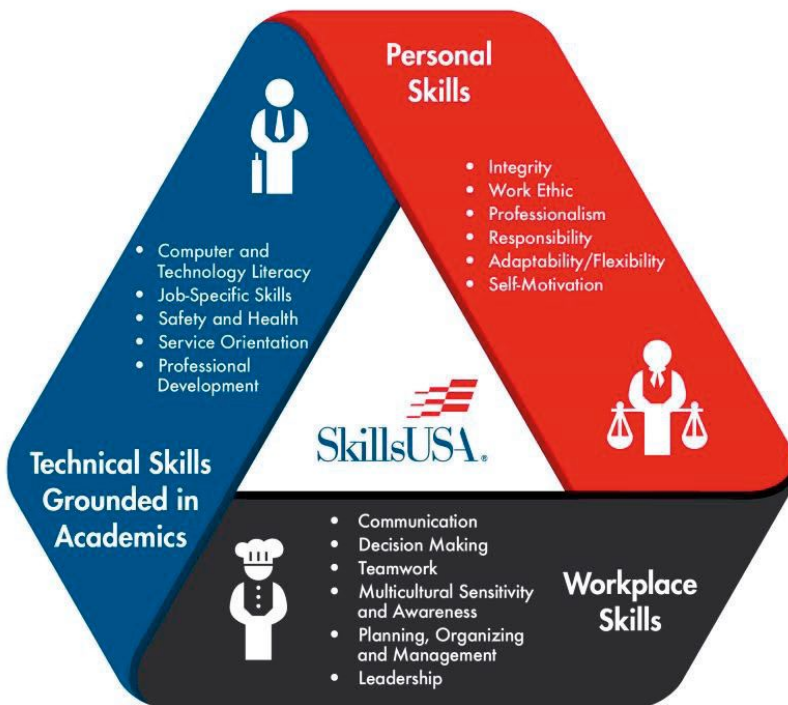 Personal
Skills
• Integrity
• Work Ethic
• Professionalism
• Responsibility
• Adaptability/Flexibility
• Self-Motivation
• Computer and
Technology Literacy
• Job-Specific Skills
• Safety and Health
• Service Orientation
• Professional
Development
Technical Skills
Grounded in
Academics
SkillsUSA®
• Communication
• Decision Making
• Teamwork
• Multicultural Sensitivity
and Awareness
• Planning, Organizing
and Management
• Leadership
Workplace
Skills